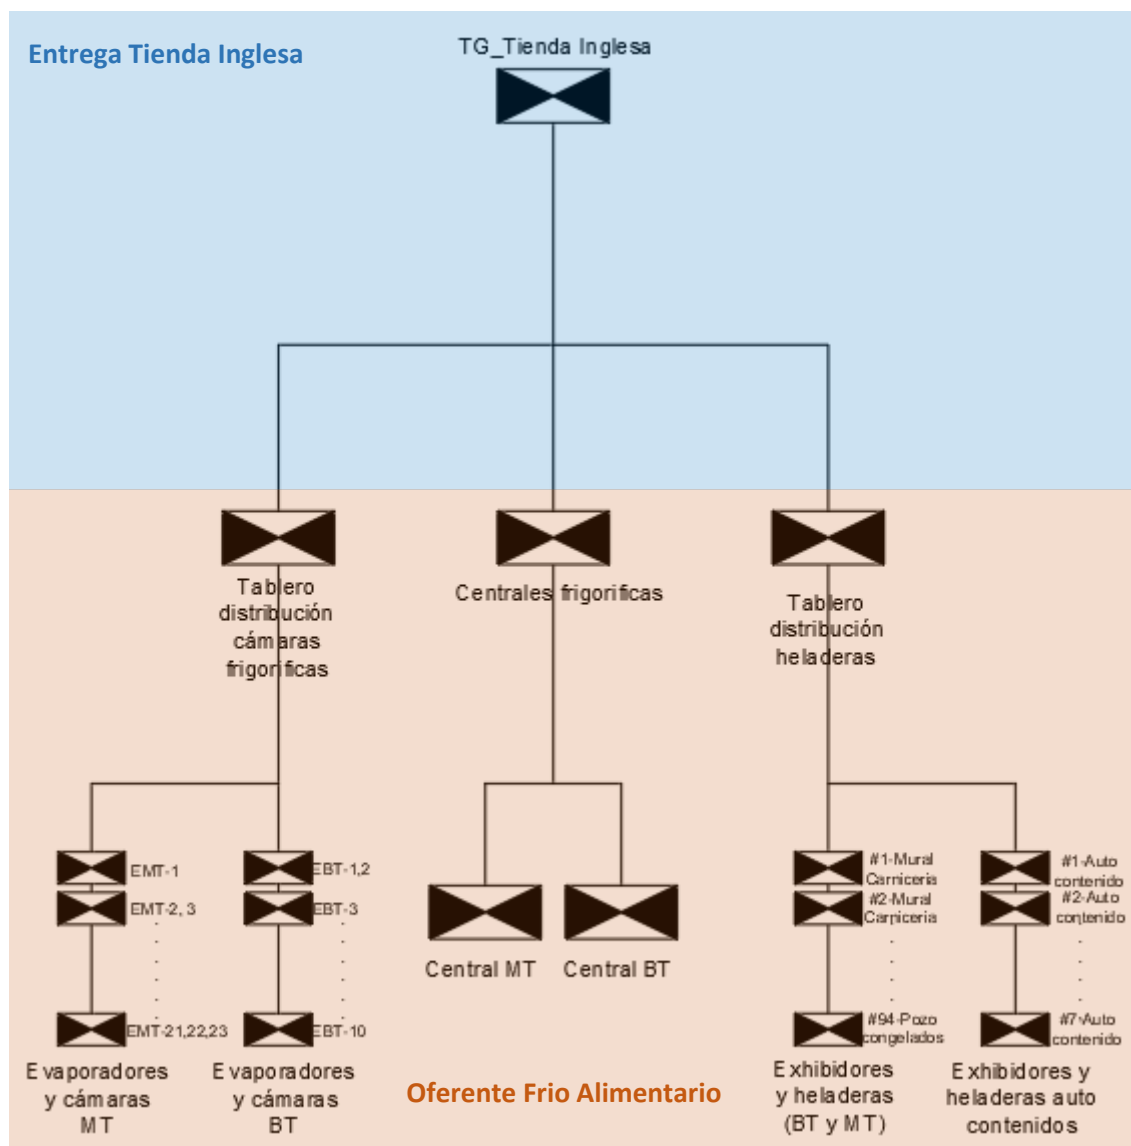 Entrega Tienda Inglesa
TG_Tienda Inglesa
Tablero
distribución
cámaras
frigorificas
Centrales frigorificas
Tablero
distribución
heladeras
EMT-1
EMT-2, 3
EMT-21,22,23
Evaporadores
y cámaras
MT
EBT-1,2
EBT-3
EBT-10
Evaporadores
y cámaras
BT
Central MT
Central BT
#1-Mural
Carniceria
#2-Mural
Carniceria
#94-Pozo
congelados
Exhibidores
y heladeras
(BT y MT)
#1-Auto
contenido
#2-Auto
contenido
#7-Auto
contenido
Exhibidores y
heladeras auto
contenidos
Oferente Frio Alimentario